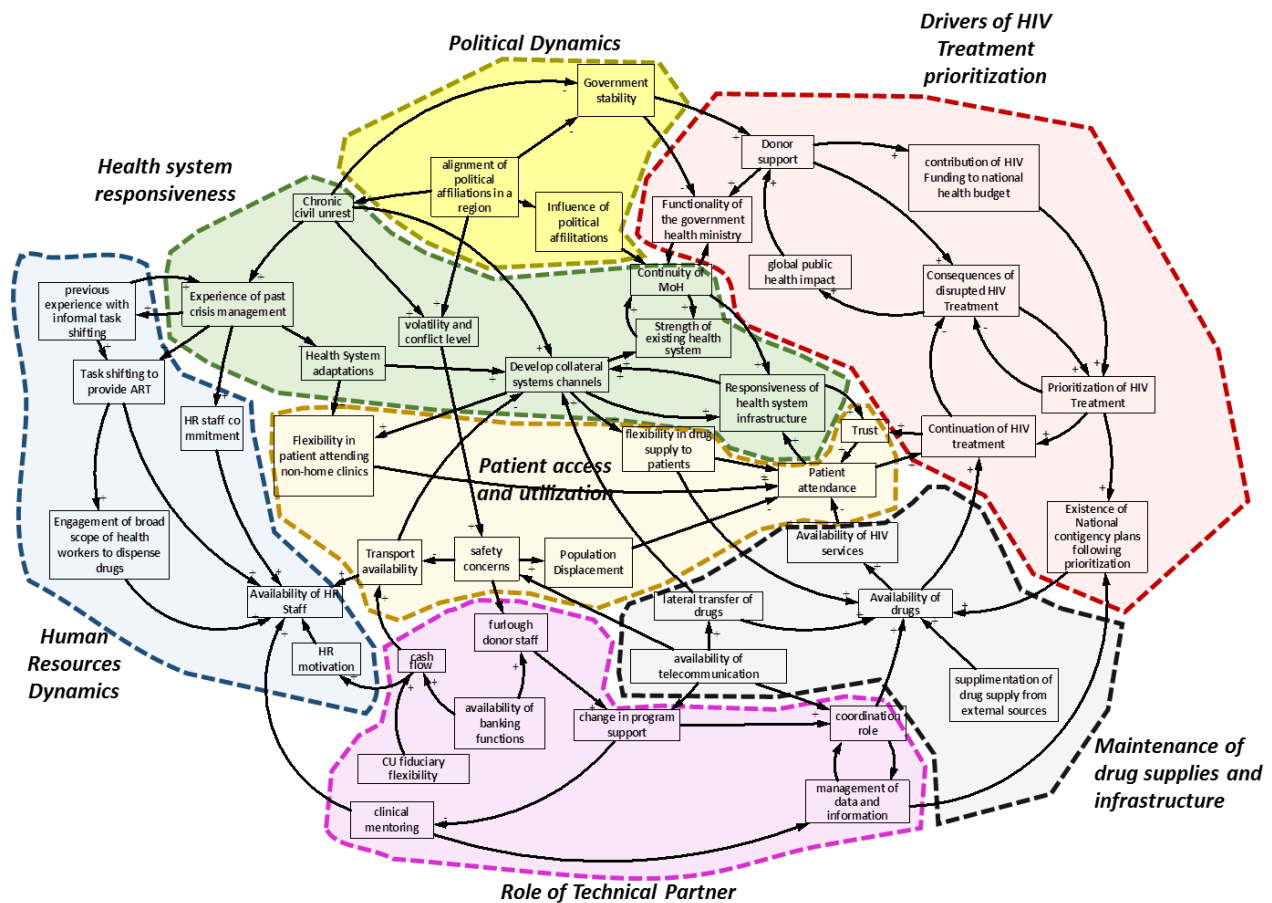 Drivers of HIV
Treatment
prioritization
Political Dynamics
Government
stability
Donor
support
contribution of HIV
Funding to national
health budget
Health system
responsiveness
alignment of
political
affiliations in a
region
Chronic
civil unrest
Influence of
political
affilitations
Functionality of
the government
health ministry
global public
health impact
Continuity of
MoH
Consequences of
disrupted HIV
Treatment
previous
experience with
informal task
shifting
Experience of past
crisis management
volatility and
conflict level
Strength of
existing health
system
Health System
adaptations
Task shifting to
provide ART
Develop collateral
systems channels
Responsiveness of
health system
infrastructure
Prioritization of HIV
Treatment
HR staff co
mmitment
Flexibility in
patient attending
non-home clinics
flexibility in drug
supply to
patients
Trust
Continuation of HIV
treatment
Patient access
and utilization
Patient
attendance
Engagement of broad
scope of health
workers to dispense
drugs
Transport
availability
safety
concerns
Population
Displacement
Availability of HIV
services
Existence of
National
contigency plans
following
prioritization
Availability of HR
Staff
lateral transfer of
drugs
Availability of
drugs
Human
Resources
Dynamics
HR
motivation
cash
flow
furlough
donor staff
availability of
telecommunication
supplimentation of
drug supply from
external sources
availability of
banking
functions
change in program
support
coordination
role
CU fiduciary
flexibility
Maintenance of
drug supplies and
infrastructure
clinical
mentoring
management of
data and
information
Role of Technical Partner